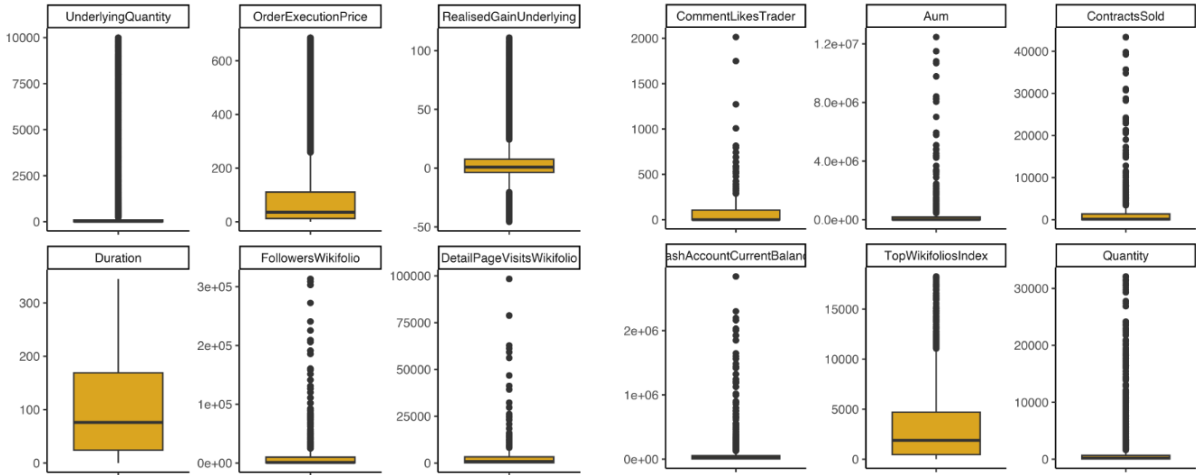 UnderlyingQuantity
10000
7500
5000
2500
0
OrderExecutionPrice
600
400
200
0
RealisedGainUnderlying
100
50
0
-50
CommentLikesTrader
2000
1500
1000
500
0
Aum
1.2e+07
8.0e+06
4.0e+06
0.0e+00
ContractsSold
40000
30000
20000
10000
0
Duration
300
200
100
0
FollowersWikifolio
3e+05
2e+05
1e+05
0e+00
DetailPageVisitsWikifolio
100000
75000
50000
25000
0
ashAccountCurrentBalanc
2e+06
1e+06
0e+00
TopWikifoliosIndex
15000
10000
5000
0
Quantity
30000
20000
10000
0